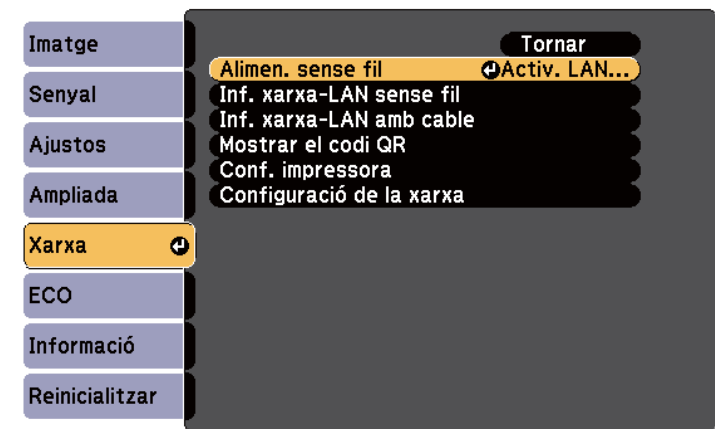 Imatge
Senyal
Ajustos
Ampliada
Xarxa
ECO
Informació
Reinicialitzar
Tornar
Alimen. sense fil Activ. LAN...
Inf. xarxa-LAN sense fil
Inf. xarxa-LAN amb cable
Mostrar el codi QR
Conf. impressora
Configuració de la xarxa